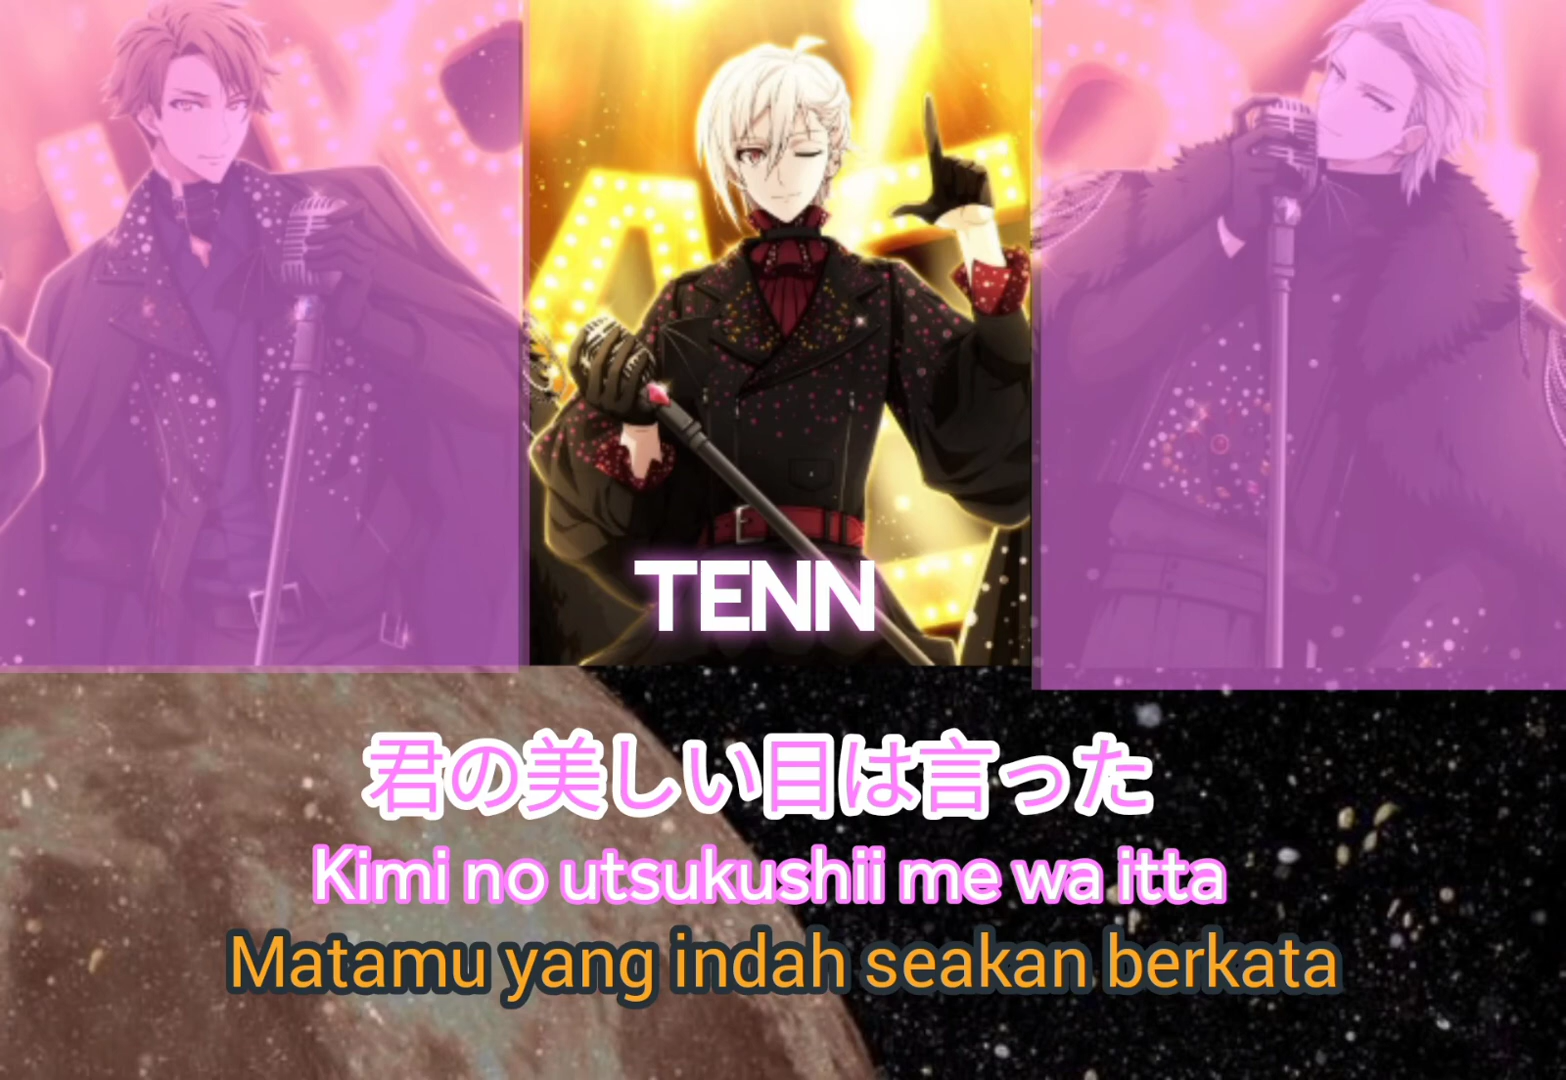 TENN
君の美しい目は言った
Kimi no utsukushii me wa itta
Matamu yang indah seakan berkata